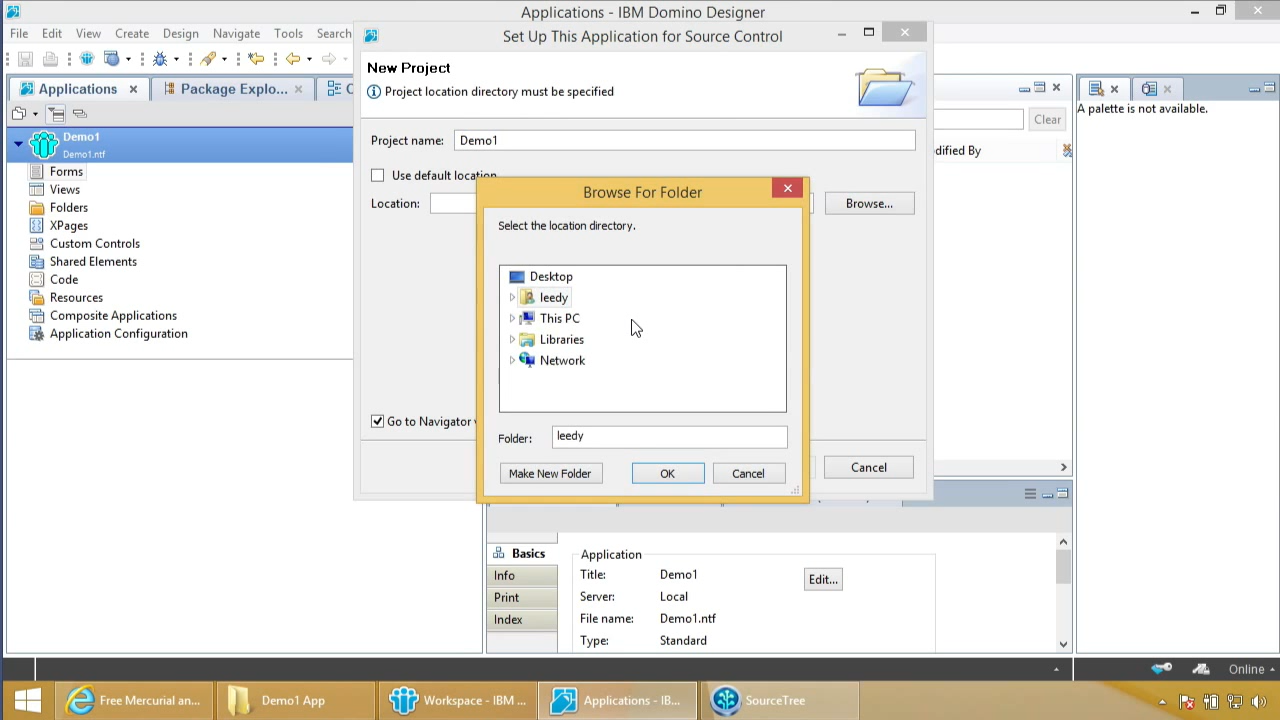 Applications - IBM Domino Designer
File Edit View Create Design Navigate Tools Search
Set Up This Application for Source Control
Applications
Package Explo...
New Project
Project location directory must be specified
A palette is not available.
Clear
Project name: Demo1
Demo1
Demo1.ntf
Use default location
Location:
Browse...
Forms
Views
Folders
XPages
Custom Controls
Shared Elements
Code
Resources
Composite Applications
Application Configuration
Browse For Folder
Select the location directory.
Desktop
leedy
This PC
Libraries
Network
Folder: leedy
Make New Folder OK Cancel
Go to Navigator
Cancel
Basics
Info
Print
Index
Application
Title: Demo1 Edit...
Server: Local
File name: Demo1.ntf
Type: Standard
Online
Free Mercurial an...
Demo1 App
Workspace - IBM ...
Applications - IB...
SourceTree